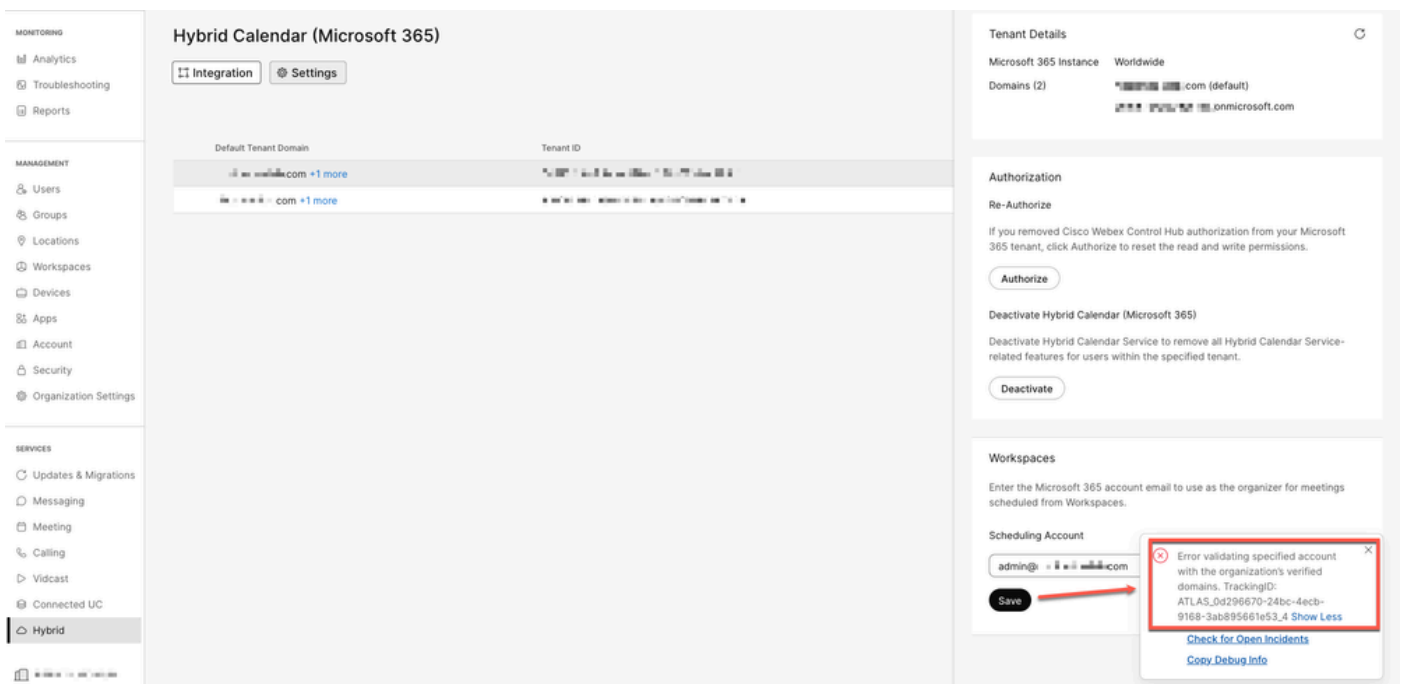 MONITORING
Analytics
Troubleshooting
Reports
MANAGEMENT
Users
Groups
Locations
Workspaces
Devices
Apps
Account
Security
Organization Settings
SERVICES
Updates & Migrations
Messaging
Meeting
Calling
Vidcast
Connected UC
Hybrid
Hybrid Calendar (Microsoft 365)
Integration
Settings
Default Tenant Domain
Tenant ID
com +1 more
com +1 more
Tenant Details
Microsoft 365 Instance Worldwide
Domains (2)
.com (default)
.onmicrosoft.com
Authorization
Re-Authorize
If you removed Cisco Webex Control Hub authorization from your Microsoft
365 tenant, click Authorize to reset the read and write permissions.
Authorize
Deactivate Hybrid Calendar (Microsoft 365)
Deactivate Hybrid Calendar Service to remove all Hybrid Calendar Service-
related features for users within the specified tenant.
Deactivate
Workspaces
Enter the Microsoft 365 account email to use as the organizer for meetings
scheduled from Workspaces.
Scheduling Account
admin@ com
Save
Error validating specified account
with the organization's verified
domains. TrackingID:
ATLAS_0d296670-24bc-4ecb-
9168-3ab895661e53_4 Show Less
Check for Open Incidents
Copy Debug Info